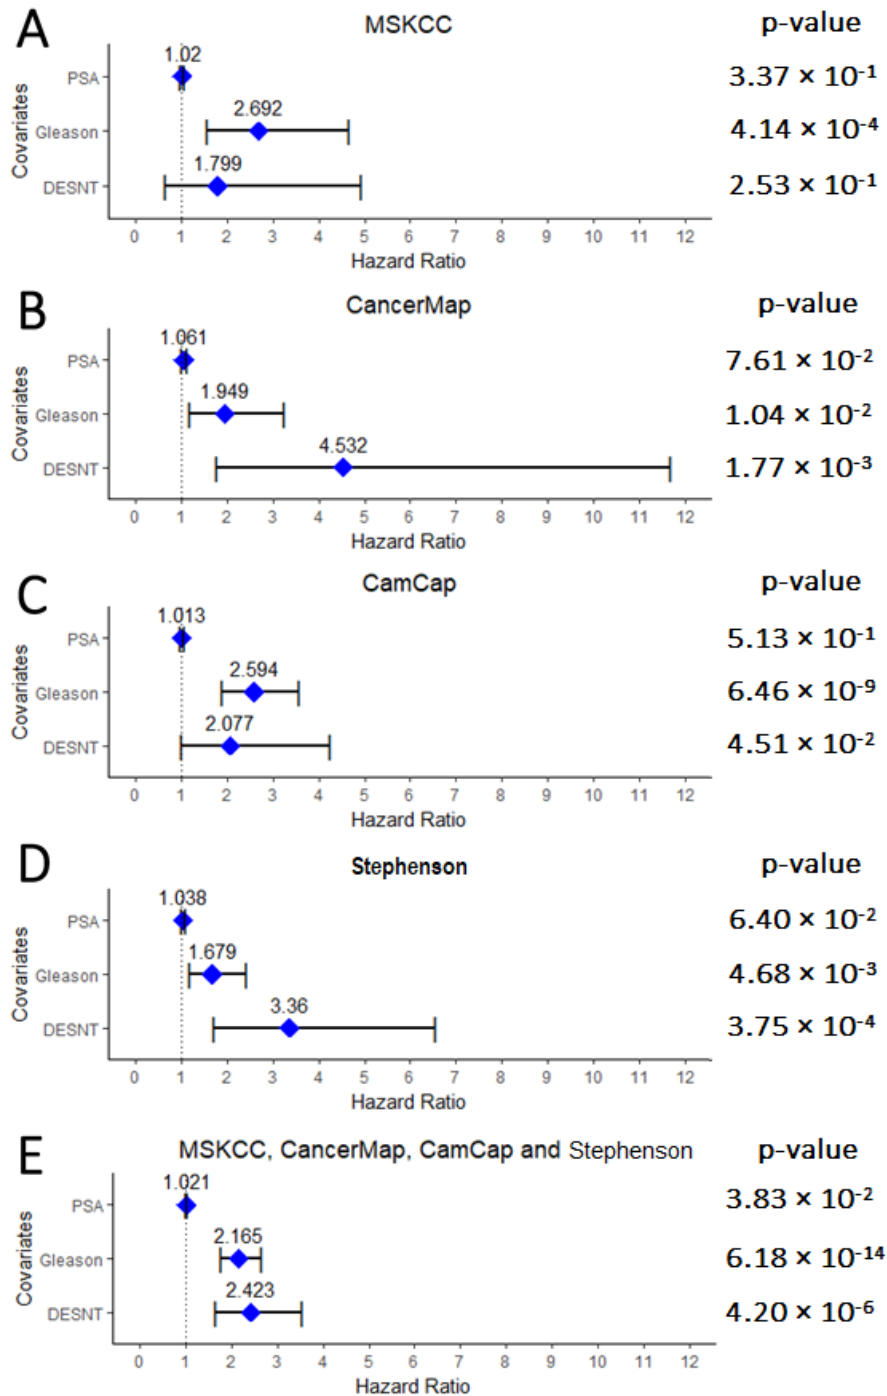 A
MSKCC
p-value
Covariates
PSA
1.02
3.37 × 10⁻¹
Gleason
2.692
4.14 × 10⁻⁴
DESNT
1.799
2.53 × 10⁻¹
0 1 2 3 4 5 6 7 8 9 10 11 12
Hazard Ratio
B
CancerMap
p-value
Covariates
PSA
1.061
7.61 × 10⁻²
Gleason
1.949
1.04 × 10⁻²
DESNT
4.532
1.77 × 10⁻³
0 1 2 3 4 5 6 7 8 9 10 11 12
Hazard Ratio
C
CamCap
p-value
Covariates
PSA
1.013
5.13 × 10⁻¹
Gleason
2.594
6.46 × 10⁻⁹
DESNT
2.077
4.51 × 10⁻²
0 1 2 3 4 5 6 7 8 9 10 11 12
Hazard Ratio
D
Stephenson
p-value
Covariates
PSA
1.038
6.40 × 10⁻²
Gleason
1.679
4.68 × 10⁻³
DESNT
3.36
3.75 × 10⁻⁴
0 1 2 3 4 5 6 7 8 9 10 11 12
Hazard Ratio
E
MSKCC, CancerMap, CamCap and Stephenson
p-value
Covariates
PSA
1.021
3.83 × 10⁻²
Gleason
2.165
6.18 × 10⁻¹⁴
DESNT
2.423
4.20 × 10⁻⁶
0 1 2 3 4 5 6 7 8 9 10 11 12
Hazard Ratio